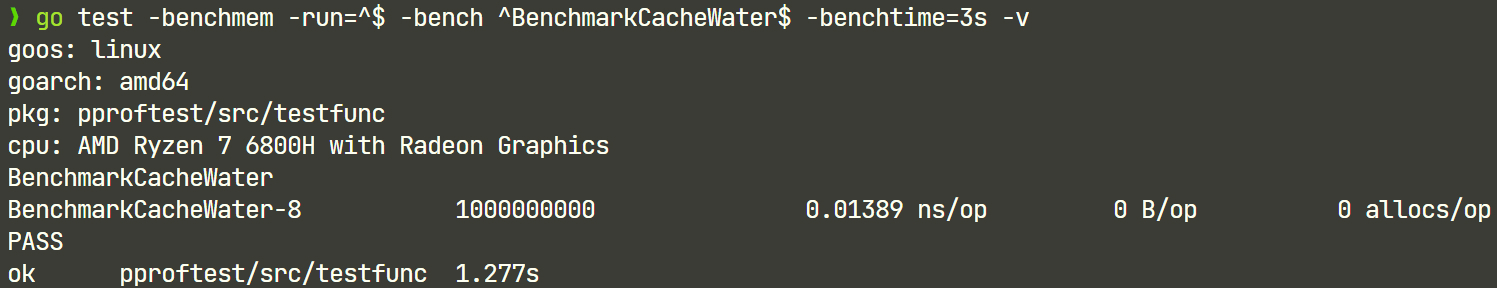 ❯ go test -benchmem -run=^$ -bench ^BenchmarkCacheWater$ -benchtime=3s -v
goos: linux
goarch: amd64
pkg: pproftest/src/testfunc
cpu: AMD Ryzen 7 6800H with Radeon Graphics
BenchmarkCacheWater
BenchmarkCacheWater-8 1000000000 0.01389 ns/op 0 B/op 0 allocs/op
PASS
ok pproftest/src/testfunc 1.277s